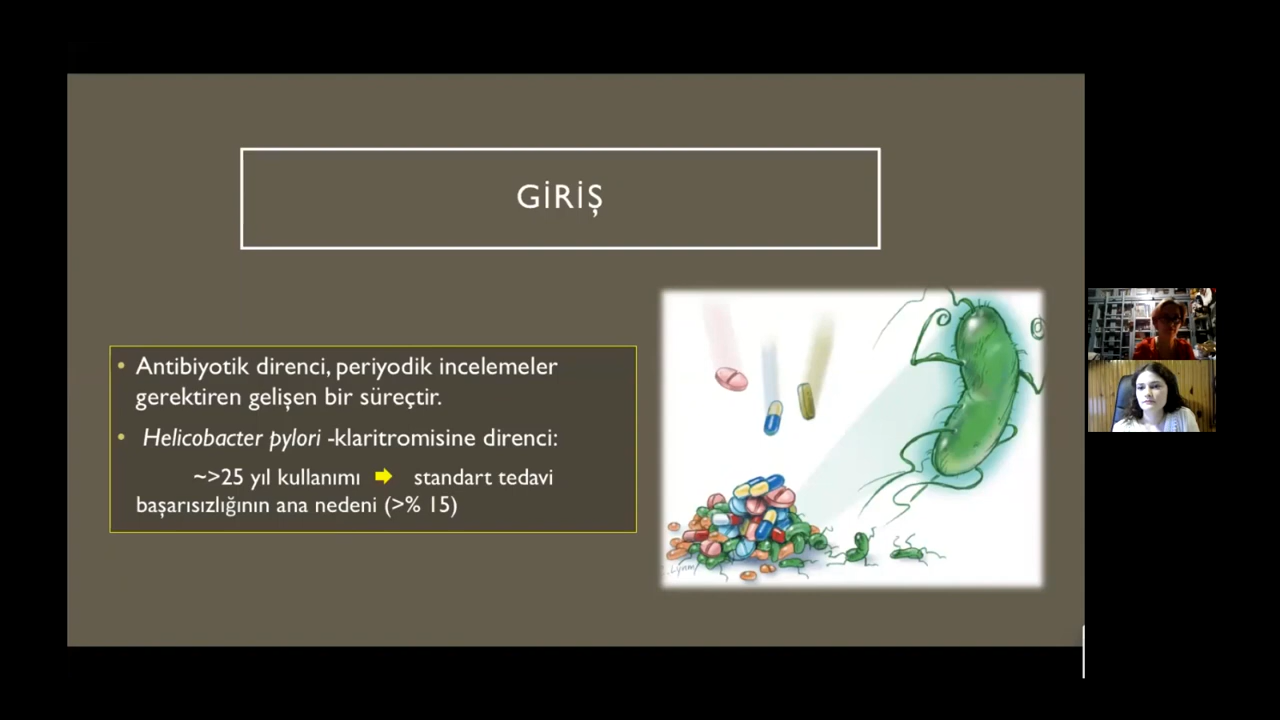 GİRİŞ
• Antibiyotik direnci, periyodik incelemeler
gerektiren gelişen bir süreçtir.
• Helicobacter pylori -klaritromisine direnci:
~>25 yıl kullanımı ➡ standart tedavi
başarısızlığının ana nedeni (>% 15)